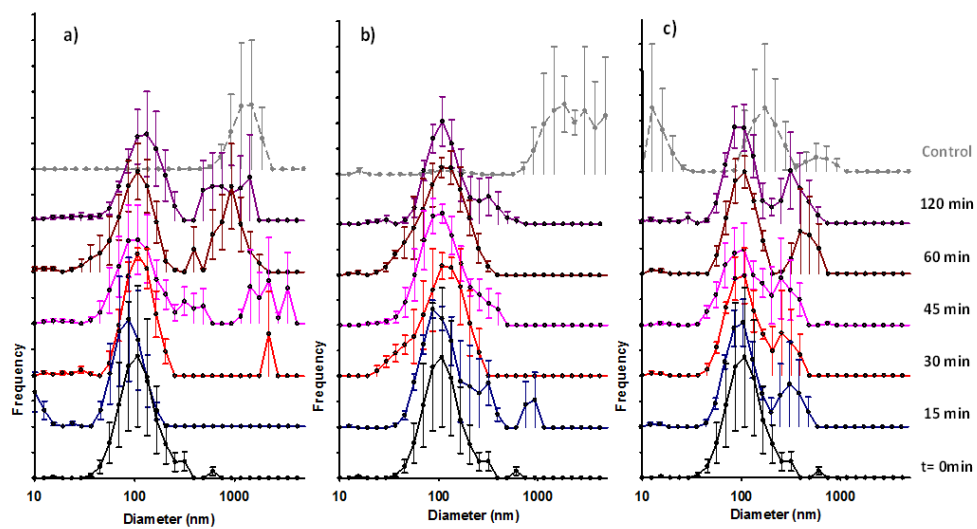 a)
b)
c)
Control
120 min
60 min
45 min
30 min
15 min
t= 0min
Frequency
Frequency
Frequency
10 100 1000
10 100 1000
10 100 1000
Diameter (nm)
Diameter (nm)
Diameter (nm)